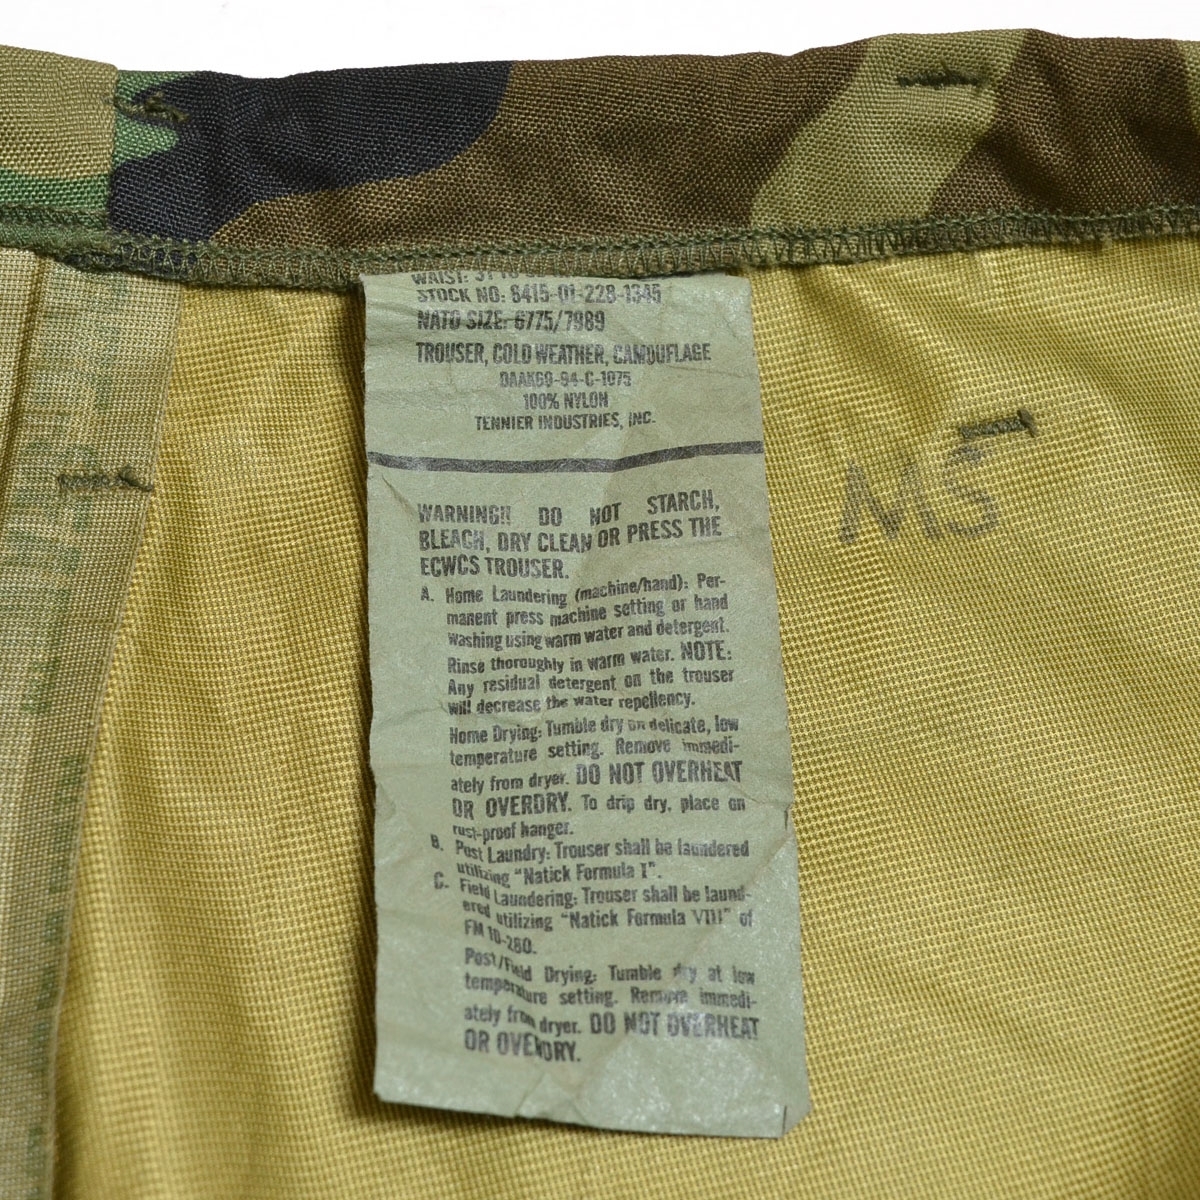 WAIST: 31 TO
STOCK NO: 8415-01-228-1345
NATO SIZE: 6775/7989
TROUSER, COLD WEATHER, CAMOUFLAGE
DAAK60-94-C-1075
100% NYLON
TENNIER INDUSTRIES, INC.
WARNING!! DO NOT STARCH,
BLEACH, DRY CLEAN OR PRESS THE
ECWCS TROUSER.
A. Home Laundering (machine/hand): Per-
manent press machine setting or hand
washing using warm water and detergent.
Rinse thoroughly in warm water. NOTE:
Any residual detergent on the trouser
will decrease the water repellency.
Home Drying: Tumble dry on delicate, low
temperature setting. Remove immedi-
ately from dryer. DO NOT OVERHEAT
OR OVERDRY. To drip dry, place on
rust-proof hanger.
B. Post Laundry: Trouser shall be laundered
utilizing "Natick Formula I".
C. Field Laundering: Trouser shall be laund-
ered utilizing "Natick Formula VIII" of
FM 10-280.
Post/Field Drying: Tumble dry at low
temperature setting. Remove immedi-
ately from dryer. DO NOT OVERHEAT
OR OVERDRY.
MS